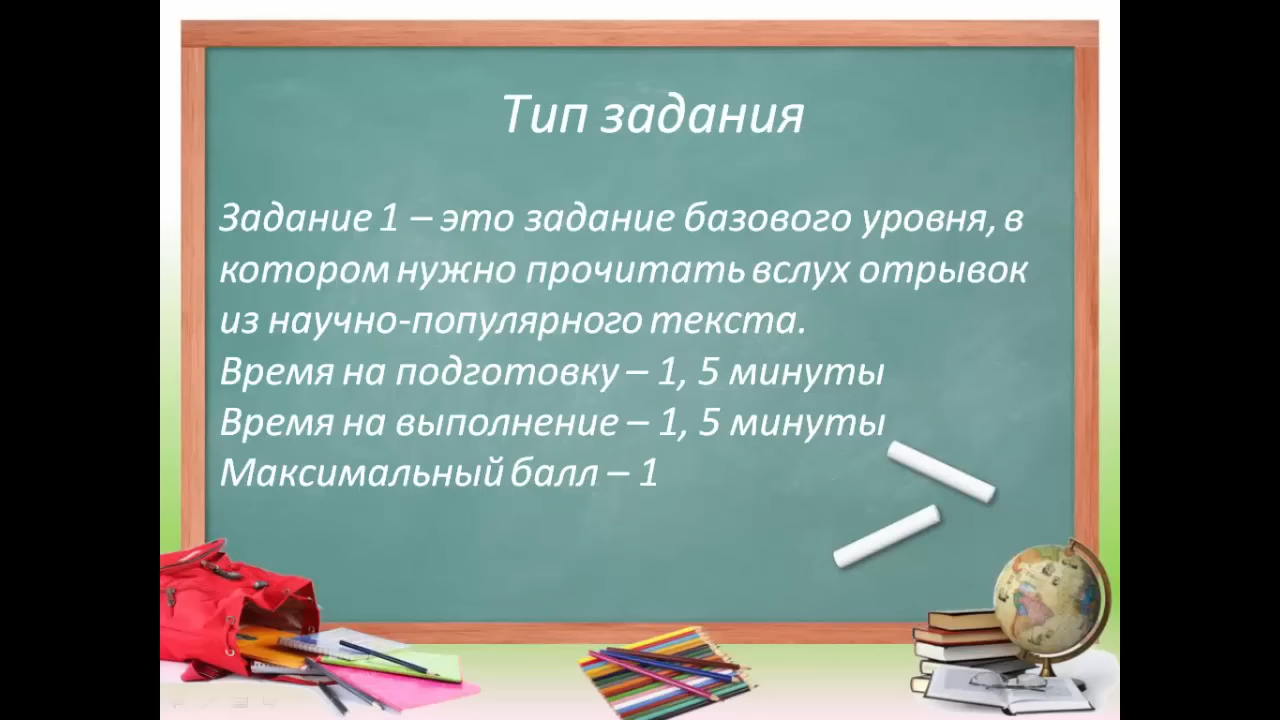 Тип задания
Задание 1 – это задание базового уровня, в
котором нужно прочитать вслух отрывок
из научно-популярного текста.
Время на подготовку – 1, 5 минуты
Время на выполнение – 1, 5 минуты
Максимальный балл – 1